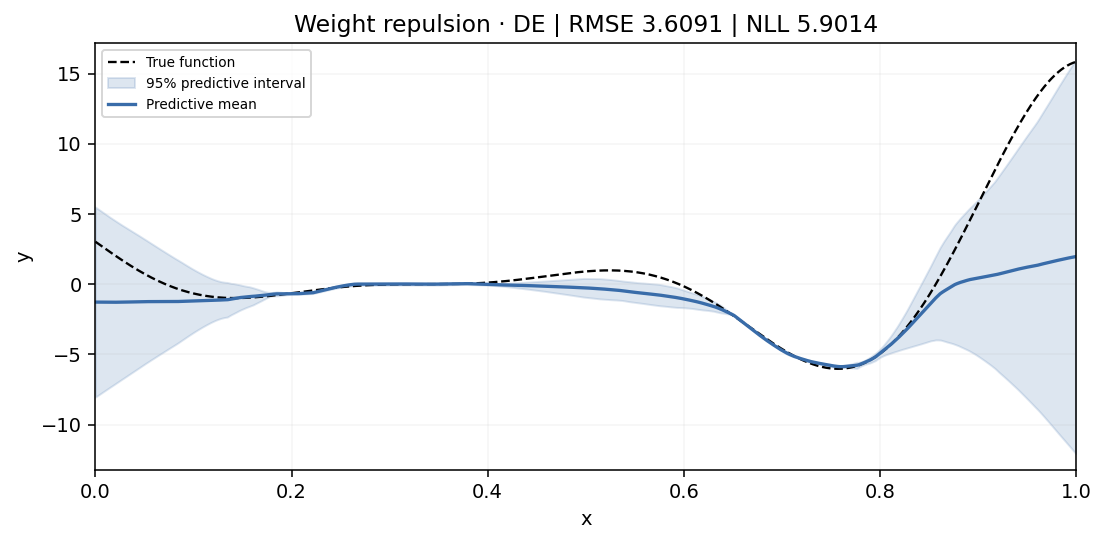 Weight repulsion · DE | RMSE 3.6091 | NLL 5.9014
True function
95% predictive interval
Predictive mean
15
10
5
0
−5
−10
y
0.0 0.2 0.4 0.6 0.8 1.0
x